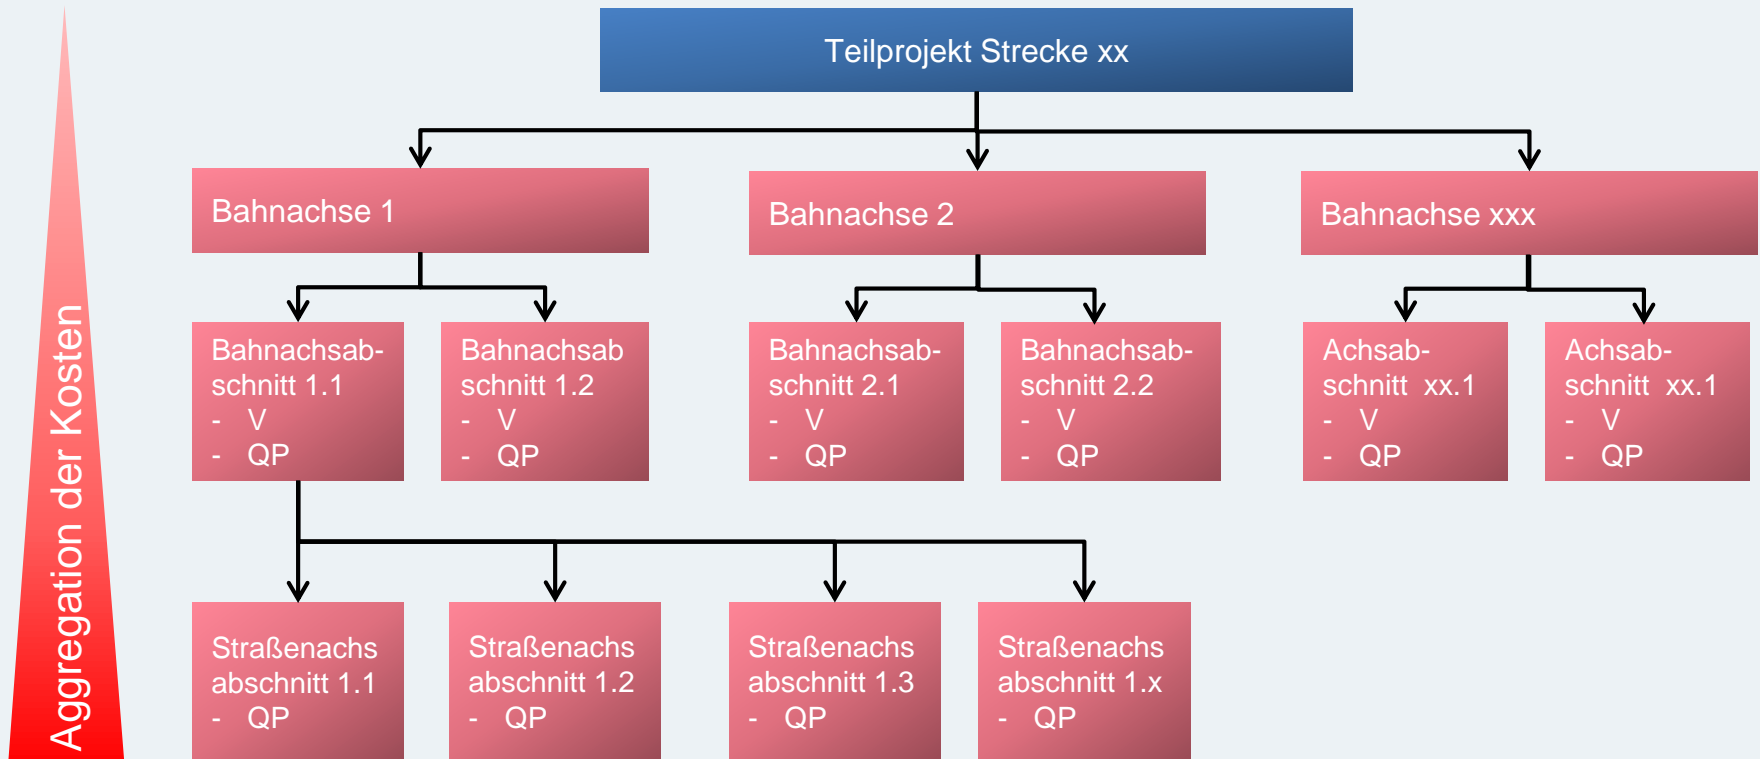 Teilprojekt Strecke xx
Bahnachse 1
Bahnachse 2
Bahnachse xxx
Bahnachsab-
schnitt 1.1
- V
- QP
Bahnachsab
schnitt 1.2
- V
- QP
Bahnachsab-
schnitt 2.1
- V
- QP
Bahnachsab-
schnitt 2.2
- V
- QP
Achsab-
schnitt xx.1
- V
- QP
Achsab-
schnitt xx.1
- V
- QP
Straßenachs
abschnitt 1.1
- QP
Straßenachs
abschnitt 1.2
- QP
Straßenachs
abschnitt 1.3
- QP
Straßenachs
abschnitt 1.x
- QP
Aggregation der Kosten